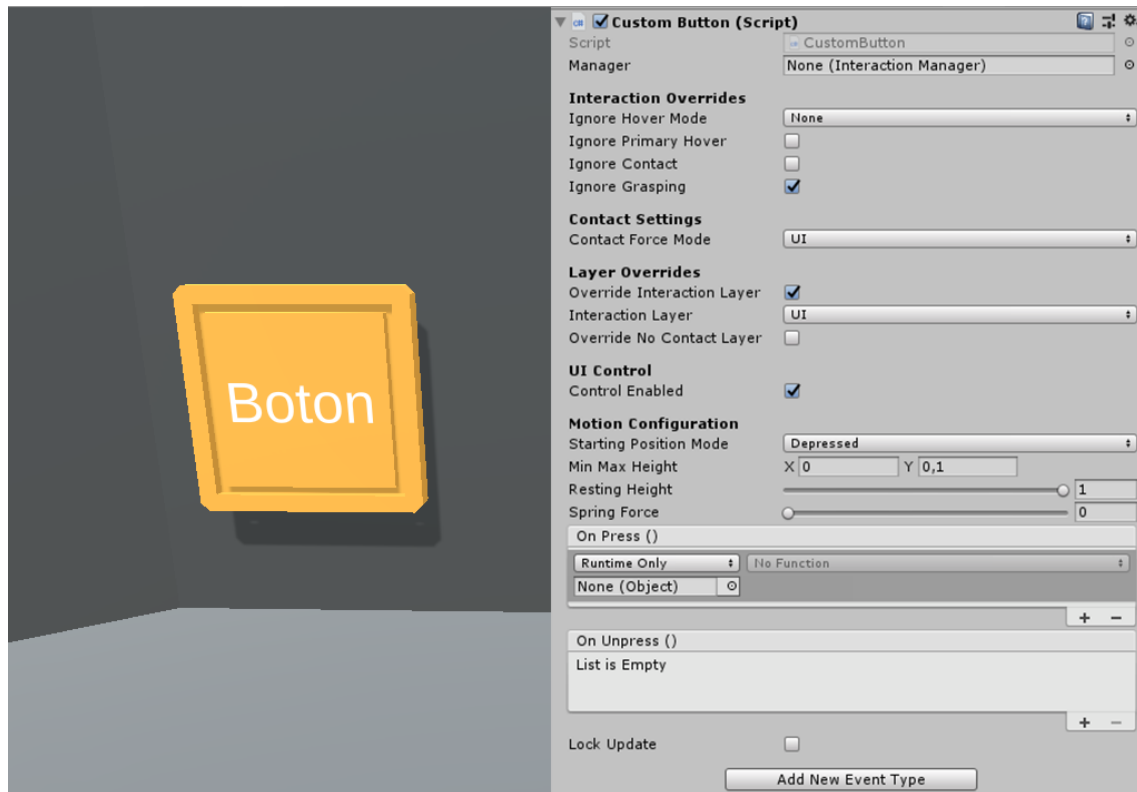 Boton
Custom Button (Script)
Script CustomButton
Manager None (Interaction Manager)
Interaction Overrides
Ignore Hover Mode None
Ignore Primary Hover
Ignore Contact
Ignore Grasping
Contact Settings
Contact Force Mode UI
Layer Overrides
Override Interaction Layer
Interaction Layer UI
Override No Contact Layer
UI Control
Control Enabled
Motion Configuration
Starting Position Mode Depressed
Min Max Height X 0 Y 0,1
Resting Height 1
Spring Force 0
On Press ()
Runtime Only No Function
None (Object)
+ −
On Unpress ()
List is Empty
+ −
Lock Update
Add New Event Type